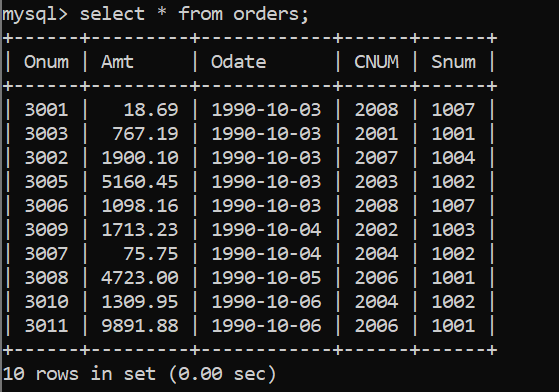 mysql> select * from orders;
+------+---------+------------+------+------+
| Onum | Amt     | Odate      | CNUM | Snum |
+------+---------+------------+------+------+
| 3001 |   18.69 | 1990-10-03 | 2008 | 1007 |
| 3003 |  767.19 | 1990-10-03 | 2001 | 1001 |
| 3002 | 1900.10 | 1990-10-03 | 2007 | 1004 |
| 3005 | 5160.45 | 1990-10-03 | 2003 | 1002 |
| 3006 | 1098.16 | 1990-10-03 | 2008 | 1007 |
| 3009 | 1713.23 | 1990-10-04 | 2002 | 1003 |
| 3007 |   75.75 | 1990-10-04 | 2004 | 1002 |
| 3008 | 4723.00 | 1990-10-05 | 2006 | 1001 |
| 3010 | 1309.95 | 1990-10-06 | 2004 | 1002 |
| 3011 | 9891.88 | 1990-10-06 | 2006 | 1001 |
+------+---------+------------+------+------+
10 rows in set (0.00 sec)